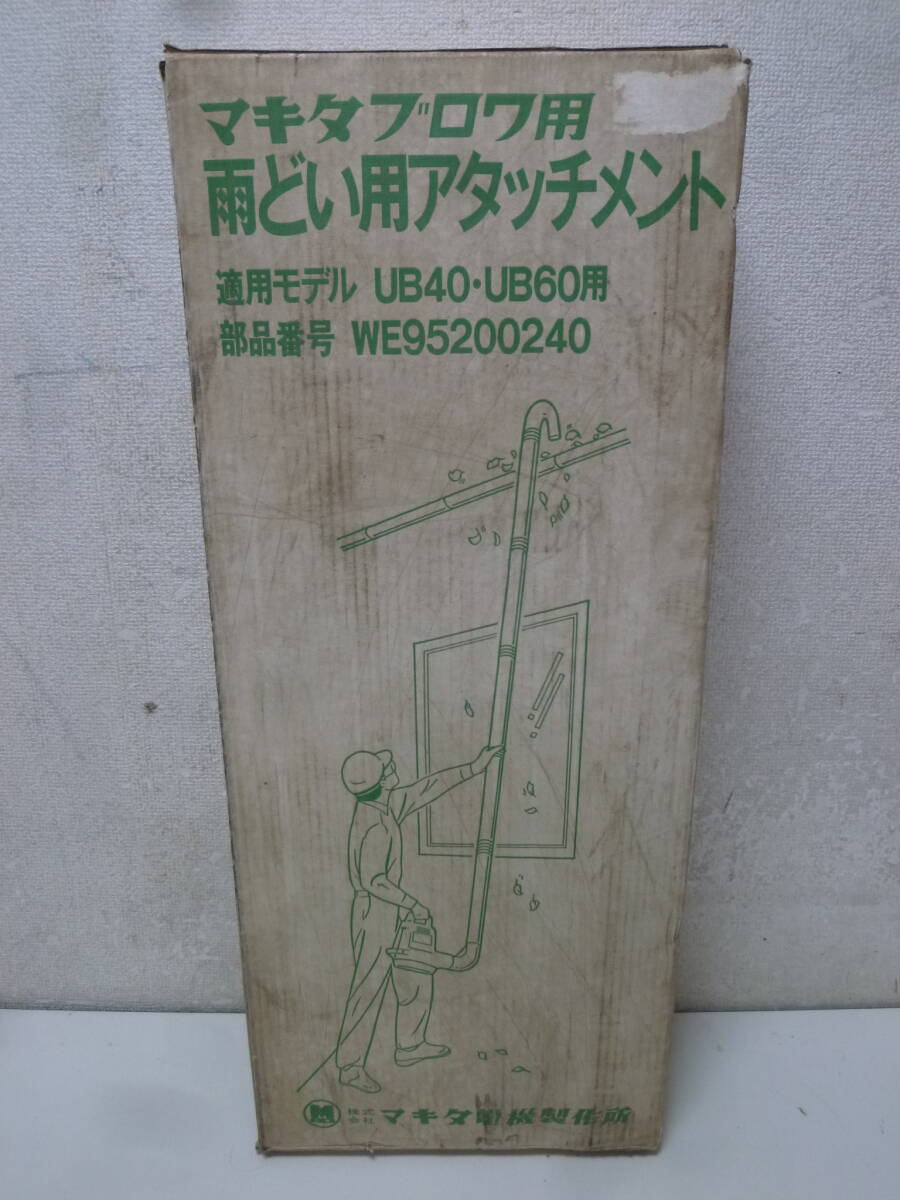 マキタブロワ用
雨どい用アタッチメント
適用モデル UB40・UB60用
部品番号 WE95200240
株式会社 マキタ電機製作所